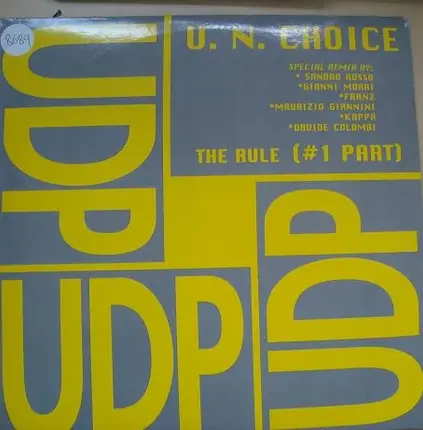 8689
U. N. CHOICE
SPECIAL REMIX BY:
• SANDRO RUSSO
•GIANNI MORRI
•FRANZ
•MAURIZIO GIANNINI
•KAPPA
•DAVIDE COLOMBI
THE RULE (#1 PART)
UDP
UDP
UDP